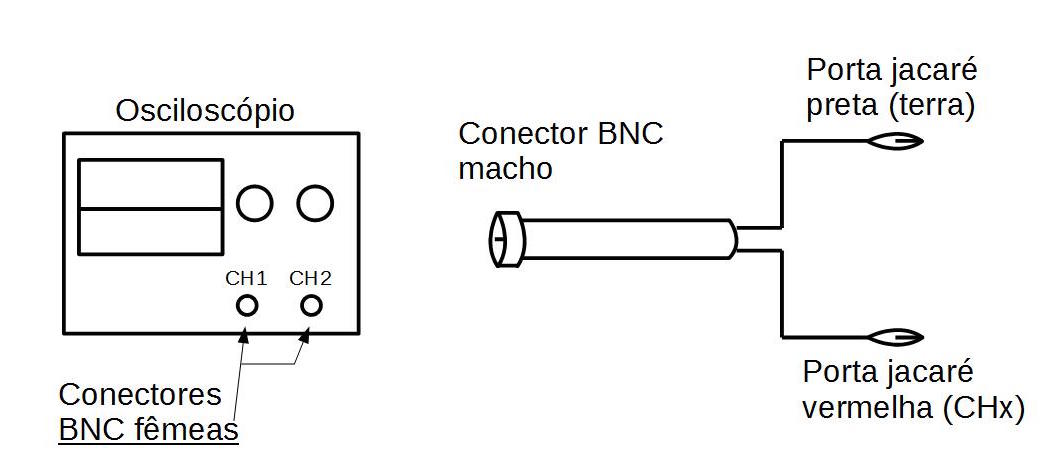 Osciloscópio
CH1
CH2
Conectores
BNC fêmeas
Conector BNC
macho
Porta jacaré
preta (terra)
Porta jacaré
vermelha (CHx)